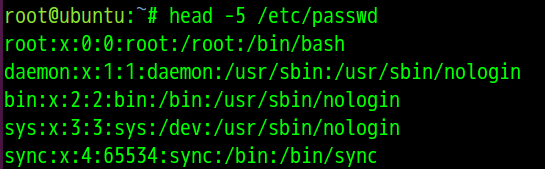 root@ubuntu:~# head -5 /etc/passwd
root:x:0:0:root:/root:/bin/bash
daemon:x:1:1:daemon:/usr/sbin:/usr/sbin/nologin
bin:x:2:2:bin:/bin:/usr/sbin/nologin
sys:x:3:3:sys:/dev:/usr/sbin/nologin
sync:x:4:65534:sync:/bin:/bin/sync